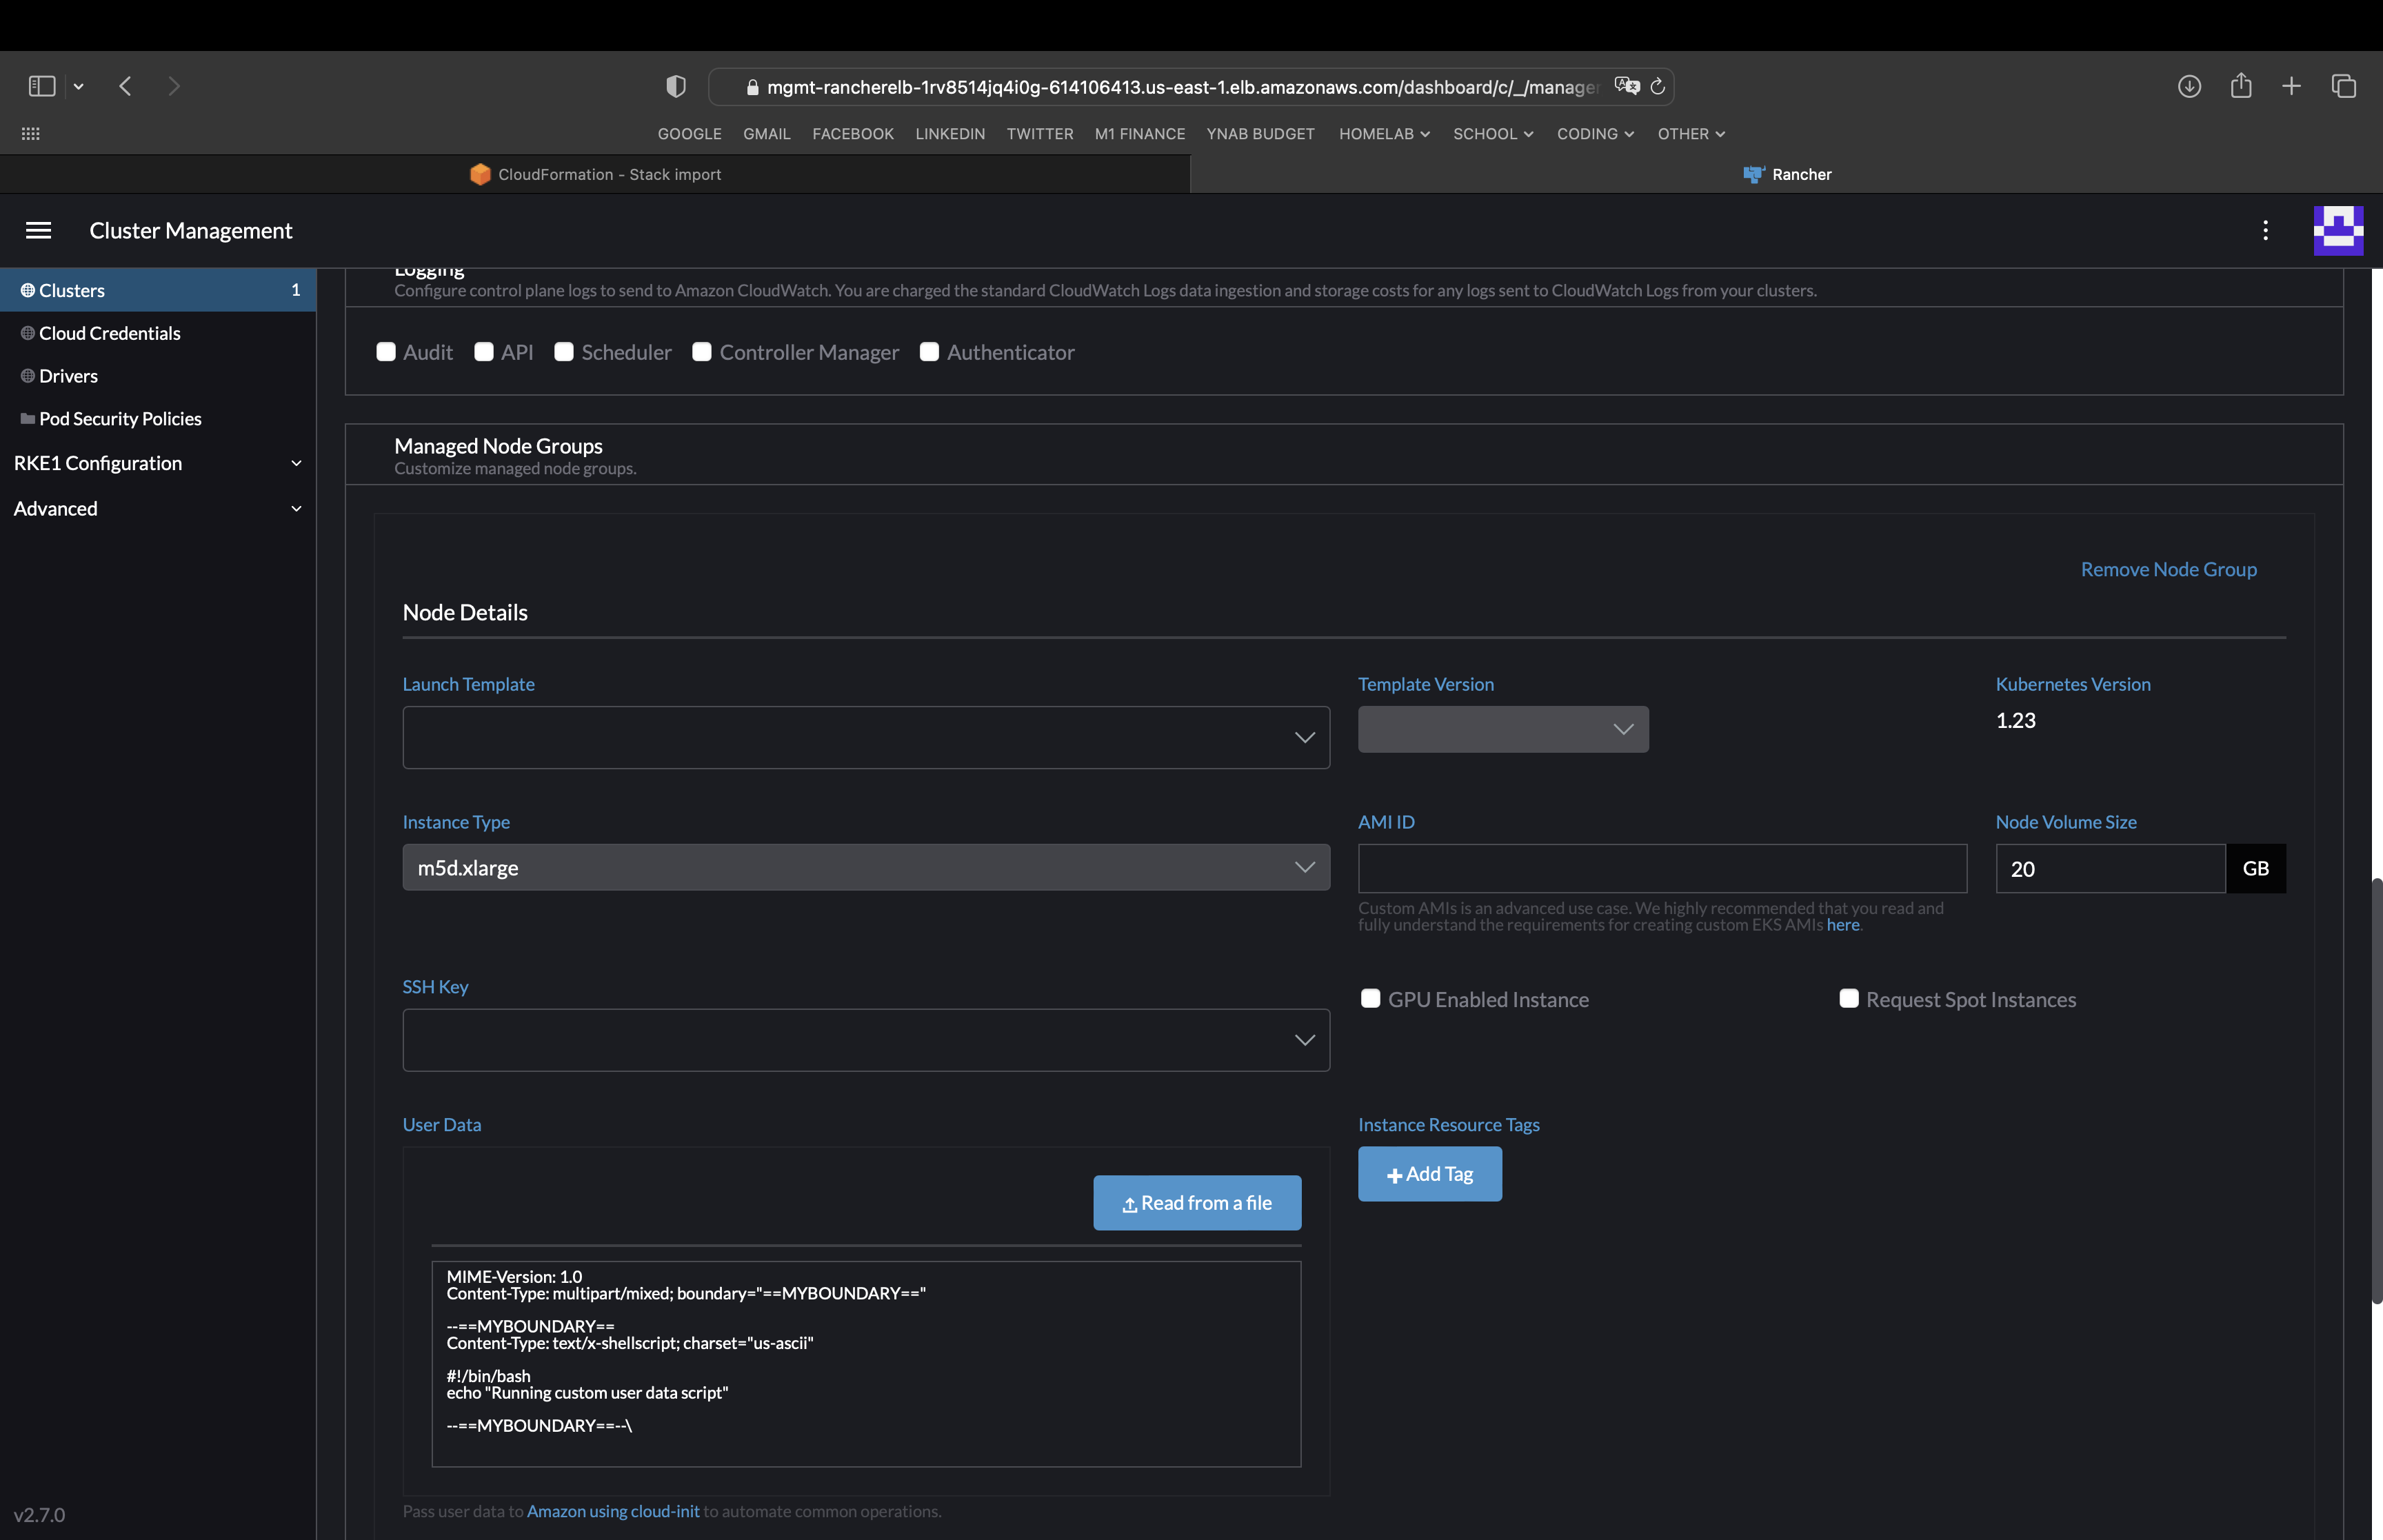 mgmt-rancherelb-1rv8514jq4i0g-614106413.us-east-1.elb.amazonaws.com/dashboard/c/_/manager
GOOGLE GMAIL FACEBOOK LINKEDIN TWITTER M1 FINANCE YNAB BUDGET HOMELAB SCHOOL CODING OTHER
CloudFormation - Stack import
Rancher
Cluster Management
Clusters 1
Cloud Credentials
Drivers
Pod Security Policies
RKE1 Configuration
Advanced
v2.7.0
Logging
Configure control plane logs to send to Amazon CloudWatch. You are charged the standard CloudWatch Logs data ingestion and storage costs for any logs sent to CloudWatch Logs from your clusters.
Audit API Scheduler Controller Manager Authenticator
Managed Node Groups
Customize managed node groups.
Remove Node Group
Node Details
Launch Template
Template Version
Kubernetes Version
1.23
Instance Type
m5d.xlarge
AMI ID
Custom AMIs is an advanced use case. We highly recommended that you read and
fully understand the requirements for creating custom EKS AMIs here.
Node Volume Size
20 GB
SSH Key
GPU Enabled Instance
Request Spot Instances
User Data
Read from a file
MIME-Version: 1.0
Content-Type: multipart/mixed; boundary="==MYBOUNDARY=="
--==MYBOUNDARY==
Content-Type: text/x-shellscript; charset="us-ascii"
#!/bin/bash
echo "Running custom user data script"
--==MYBOUNDARY==--\
Pass user data to Amazon using cloud-init to automate common operations.
Instance Resource Tags
Add Tag